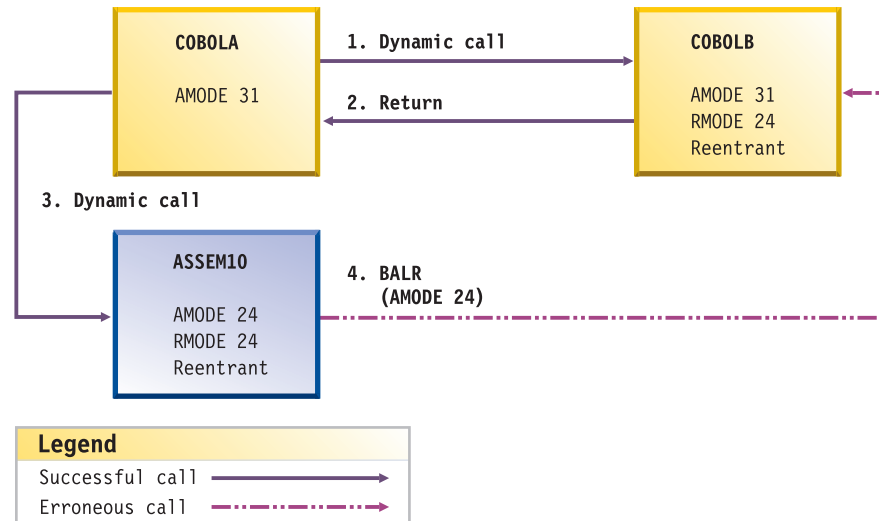 COBOLA
AMODE 31
1. Dynamic call
2. Return
COBOLB
AMODE 31
RMODE 24
Reentrant
3. Dynamic call
ASSEM10
AMODE 24
RMODE 24
Reentrant
4. BALR
(AMODE 24)
Legend
Successful call
Erroneous call